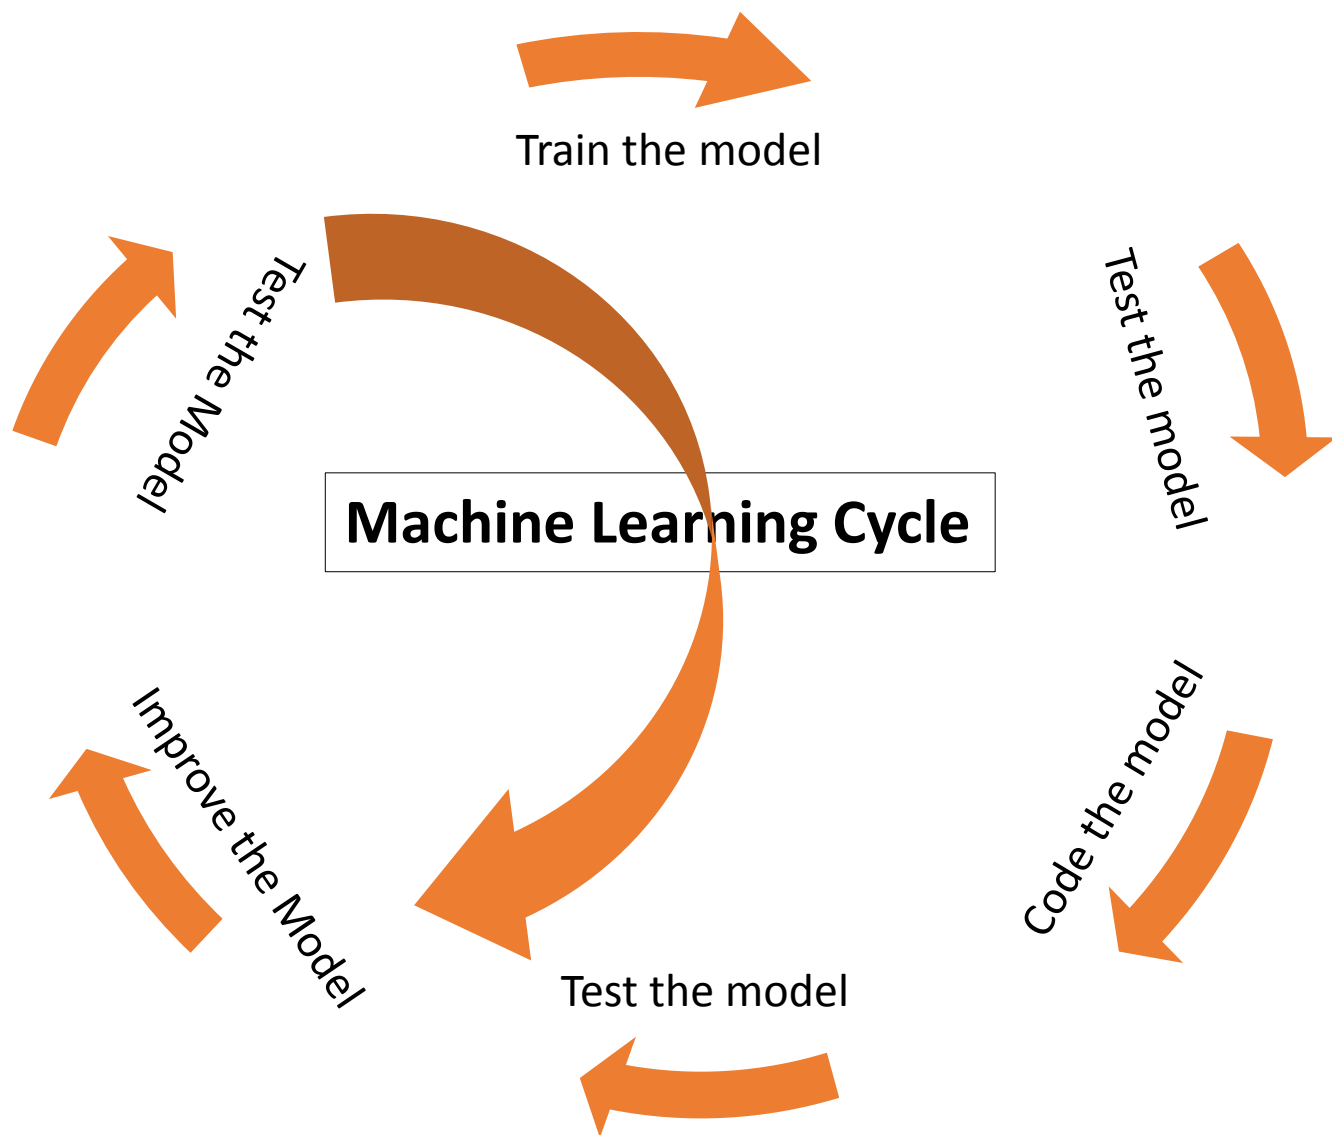 Train the model
Test the model
Code the model
Test the model
Improve the Model
Test the Model
Machine Learning Cycle